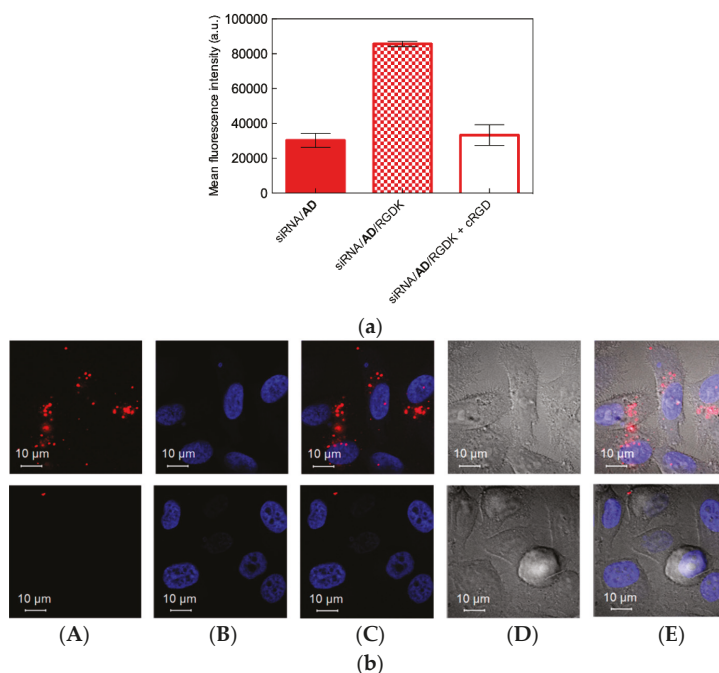 100000
80000
60000
40000
20000
0
Mean fluorescence intensity (a.u.)
siRNA/AD
siRNA/AD/RGDK
siRNA/AD/RGDK + cRGD
(a)
10 µm 10 µm 10 µm 10 µm 10 µm
10 µm 10 µm 10 µm 10 µm 10 µm
(A) (B) (C) (D) (E)
(b)